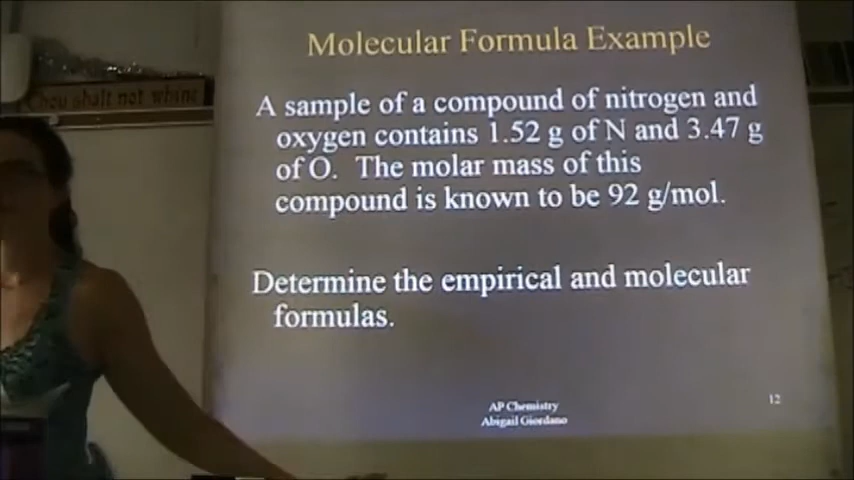 Molecular Formula Example
Thou shalt not whine
A sample of a compound of nitrogen and
oxygen contains 1.52 g of N and 3.47 g
of O. The molar mass of this
compound is known to be 92 g/mol.
Determine the empirical and molecular
formulas.
AP Chemistry
Abigail Giordano
12